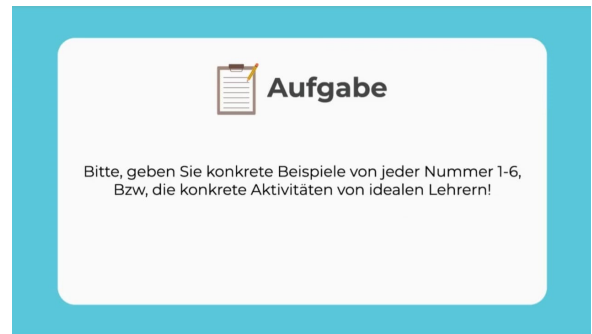 Aufgabe
Bitte, geben Sie konkrete Beispiele von jeder Nummer 1-6,
Bzw, die konkrete Aktivitäten von idealen Lehrern!